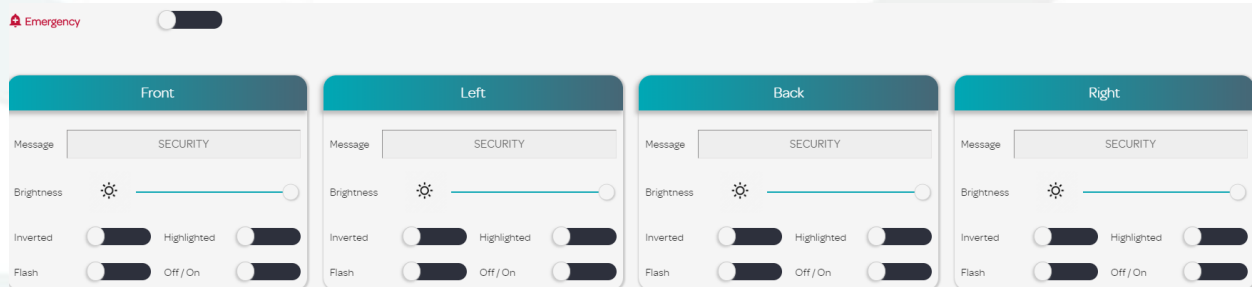 Emergency
Front
Message SECURITY
Brightness
Inverted Highlighted
Flash Off / On
Left
Message SECURITY
Brightness
Inverted Highlighted
Flash Off / On
Back
Message SECURITY
Brightness
Inverted Highlighted
Flash Off / On
Right
Message SECURITY
Brightness
Inverted Highlighted
Flash Off / On